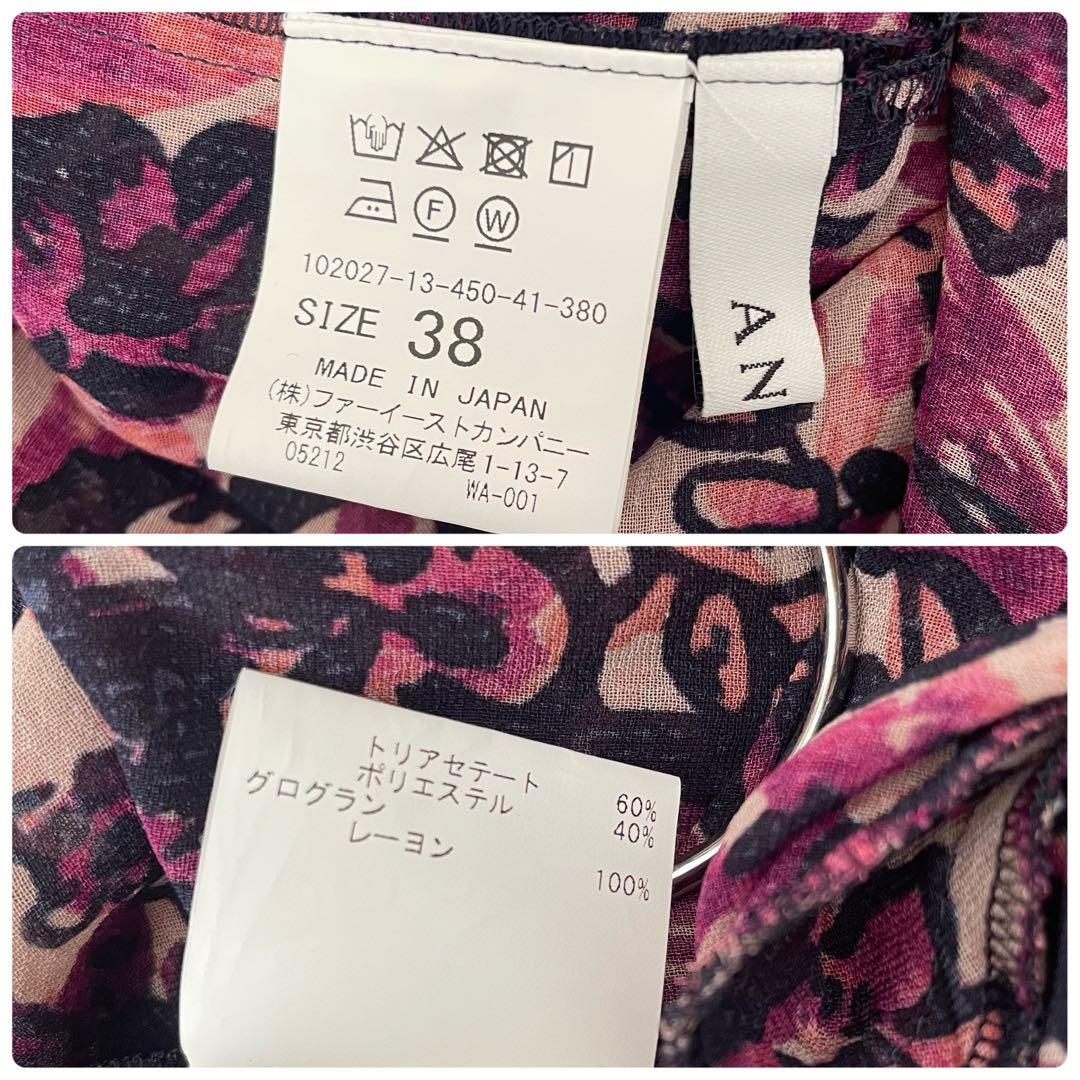 F W
102027-13-450-41-380
SIZE 38
MADE IN JAPAN
(株)ファーイーストカンパニー
東京都渋谷区広尾1-13-7
05212
WA-001
AN
トリアセテート 60%
ポリエステル 40%
グログラン
レーヨン 100%